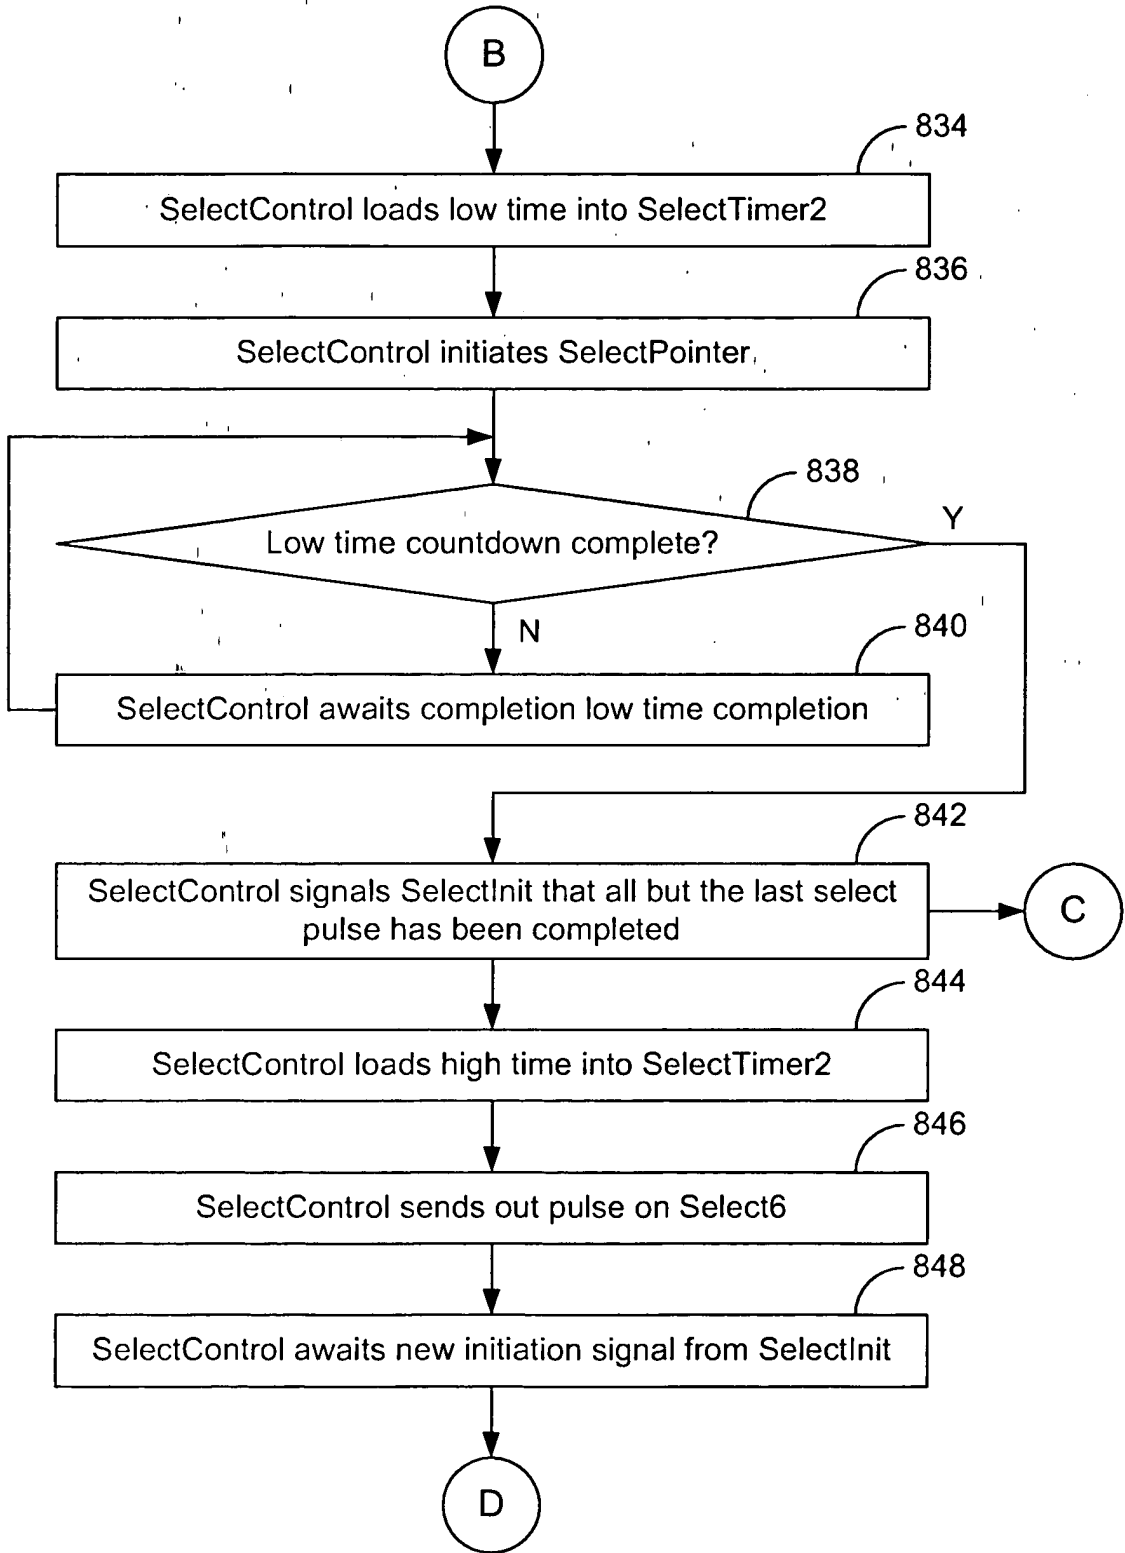 B
834
SelectControl loads low time into SelectTimer2
836
SelectControl initiates SelectPointer
838
Low time countdown complete?
Y
N
840
SelectControl awaits completion low time completion
842
SelectControl signals SelectInit that all but the last select
pulse has been completed
C
844
SelectControl loads high time into SelectTimer2
846
SelectControl sends out pulse on Select6
848
SelectControl awaits new initiation signal from SelectInit
D